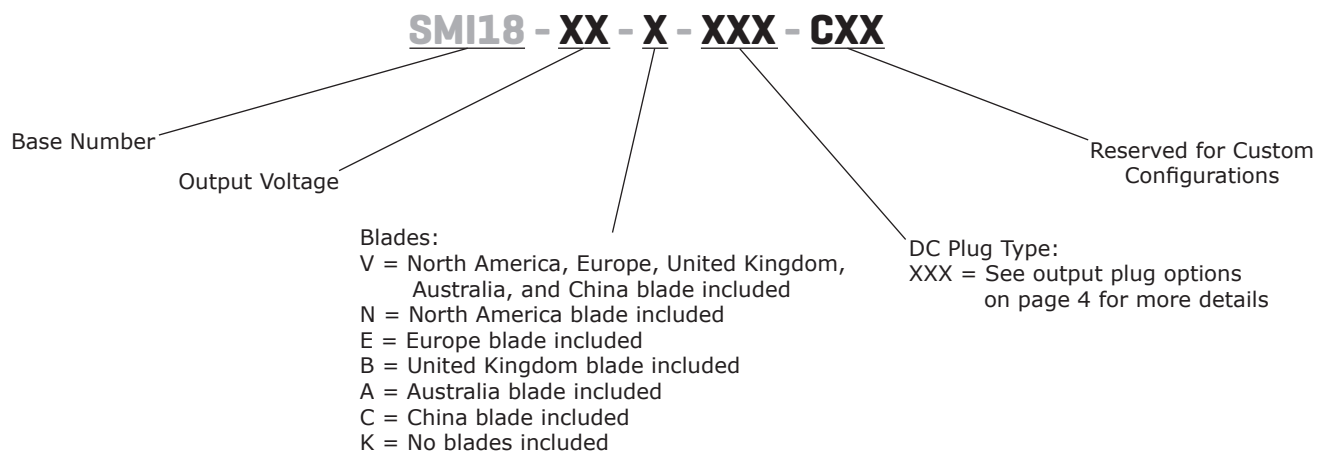 SMI18 - XX - X - XXX - CXX
Base Number
Output Voltage
Blades:
V = North America, Europe, United Kingdom,
Australia, and China blade included
N = North America blade included
E = Europe blade included
B = United Kingdom blade included
A = Australia blade included
C = China blade included
K = No blades included
DC Plug Type:
XXX = See output plug options
on page 4 for more details
Reserved for Custom
Configurations